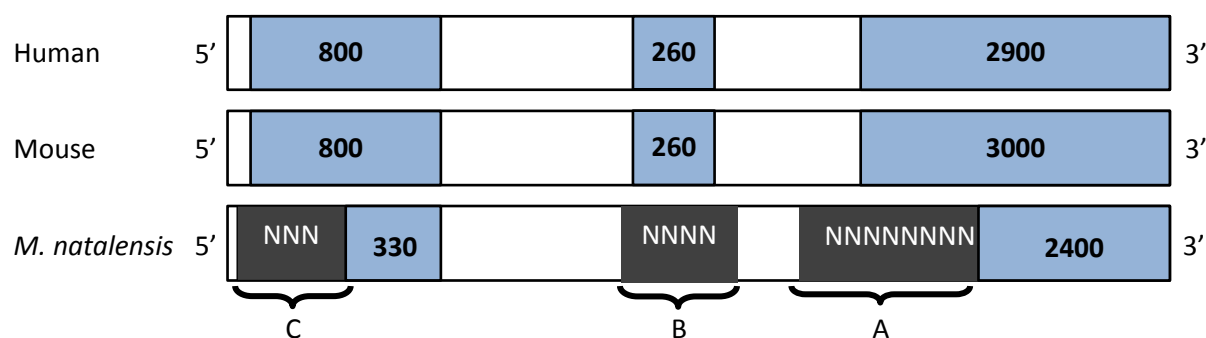 Human 5’ 800 260 2900 3’
Mouse 5’ 800 260 3000 3’
M. natalensis 5’ NNN 330 NNNN NNNNNNNN 2400 3’
C B A